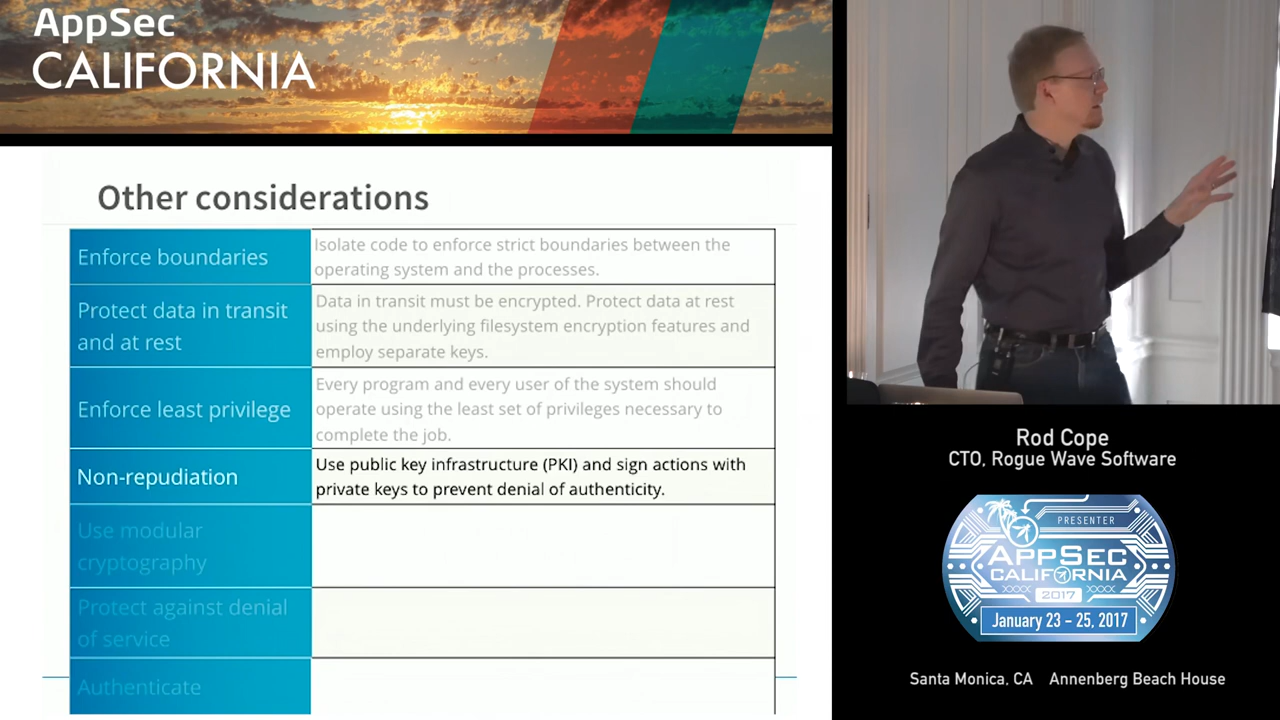 AppSec
CALIFORNIA
Other considerations
Enforce boundaries
Isolate code to enforce strict boundaries between the
operating system and the processes.
Protect data in transit
and at rest
Data in transit must be encrypted. Protect data at rest
using the underlying filesystem encryption features and
employ separate keys.
Enforce least privilege
Every program and every user of the system should
operate using the least set of privileges necessary to
complete the job.
Non-repudiation
Use public key infrastructure (PKI) and sign actions with
private keys to prevent denial of authenticity.
Use modular
cryptography
Protect against denial
of service
Authenticate
Rod Cope
CTO, Rogue Wave Software
PRESENTER
APPSEC
CALIFORNIA
2017
January 23 – 25, 2017
Santa Monica, CA Annenberg Beach House